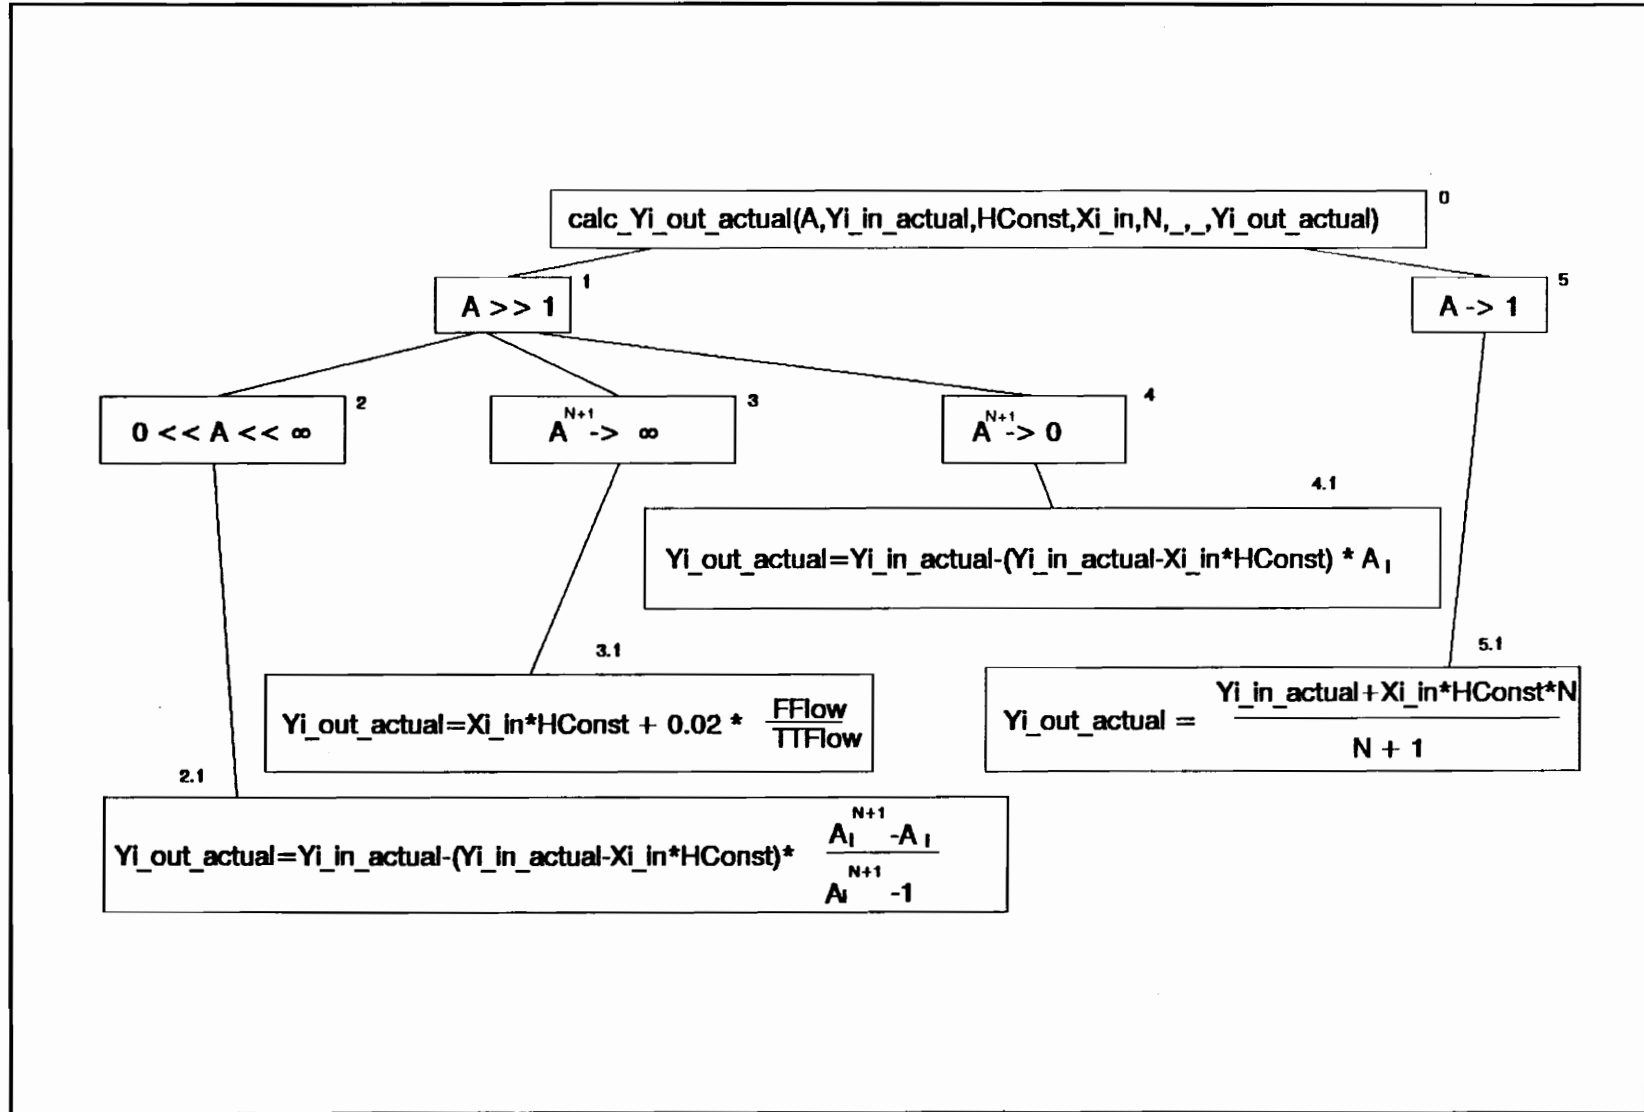 0
calc_Yi_out_actual(A,Yi_in_actual,HConst,Xi_in,N,_,_,Yi_out_actual)
1
A >> 1
5
A -> 1
2
0 << A << ∞
3
A^N+1 -> ∞
4
A^N+1 -> 0
4.1
Yi_out_actual=Yi_in_actual-(Yi_in_actual-Xi_in*HConst) * A_I
3.1
Yi_out_actual=Xi_in*HConst + 0.02 * FFlow
TTFlow
5.1
Yi_in_actual+Xi_in*HConst*N
Yi_out_actual =
N + 1
2.1
Yi_out_actual=Yi_in_actual-(Yi_in_actual-Xi_in*HConst)* A_I^N+1 -A_I
A_I^N+1 -1